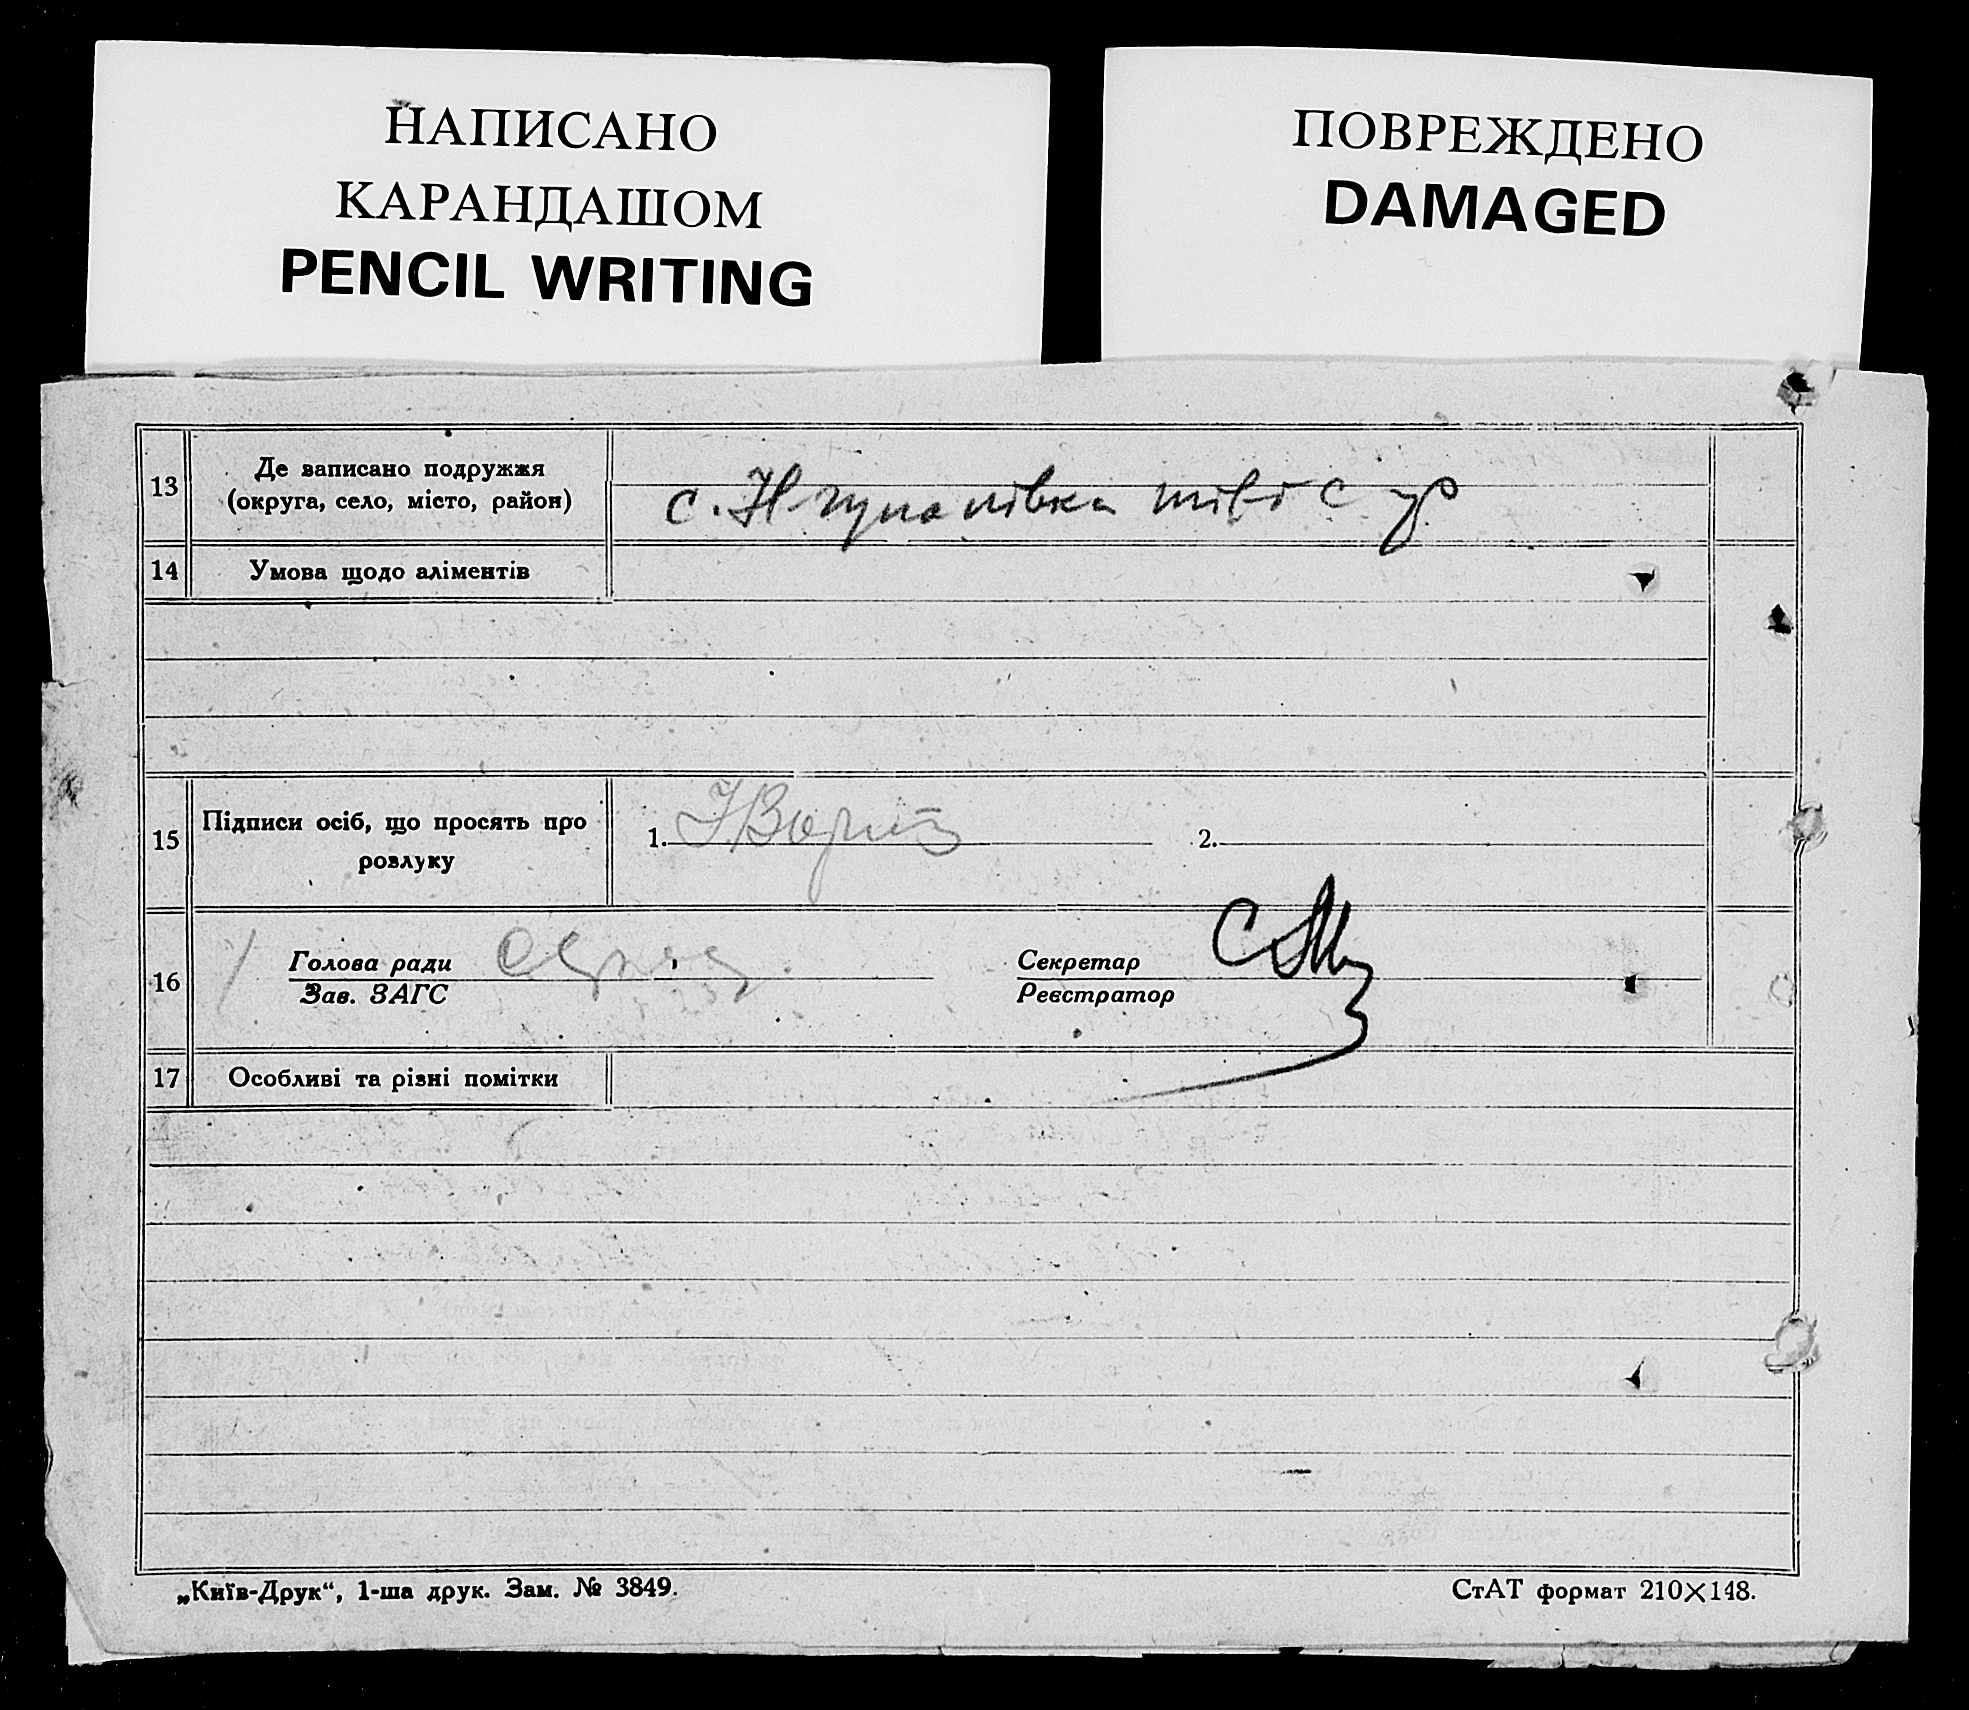 НАПИСАНО
КАРАНДАШОМ
PENCIL WRITING
ПОВРЕЖДЕНО
DAMAGED
13 Де записано подружжя
(округа, село, місто, район)
с.
14 Умова щодо аліментів
15 Підписи осіб, що просять про
розлуку
1. 2.
16 Голова ради
Зав. ЗАГС
Секретар
Реєстратор
17 Особливі та різні помітки
„Київ-Друк“, 1-ша друк. Зам. № 3849.
СтАТ формат 210×148.